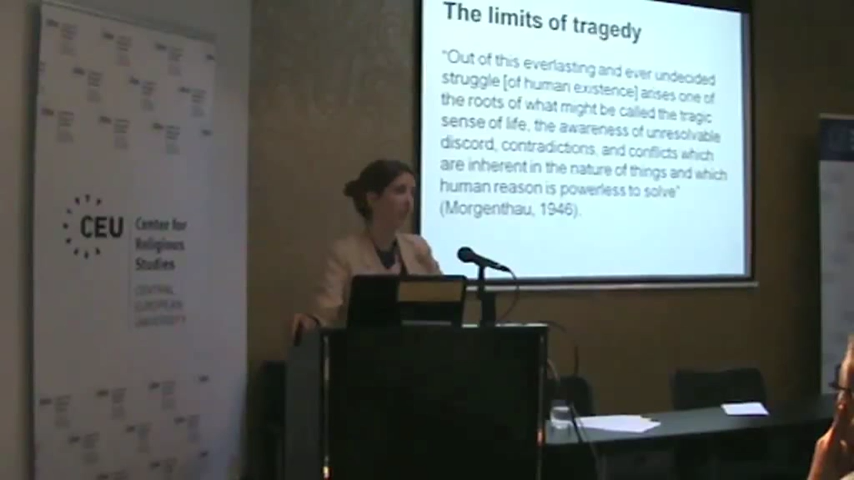 The limits of tragedy
"Out of this everlasting and ever undecided
struggle [of human existence] arises one of
the roots of what might be called the tragic
sense of life, the awareness of unresolvable
discord, contradictions, and conflicts which
are inherent in the nature of things and which
human reason is powerless to solve"
(Morgenthau, 1946).
CEU
Center for
Religious
Studies
CENTRAL
EUROPEAN
UNIVERSITY